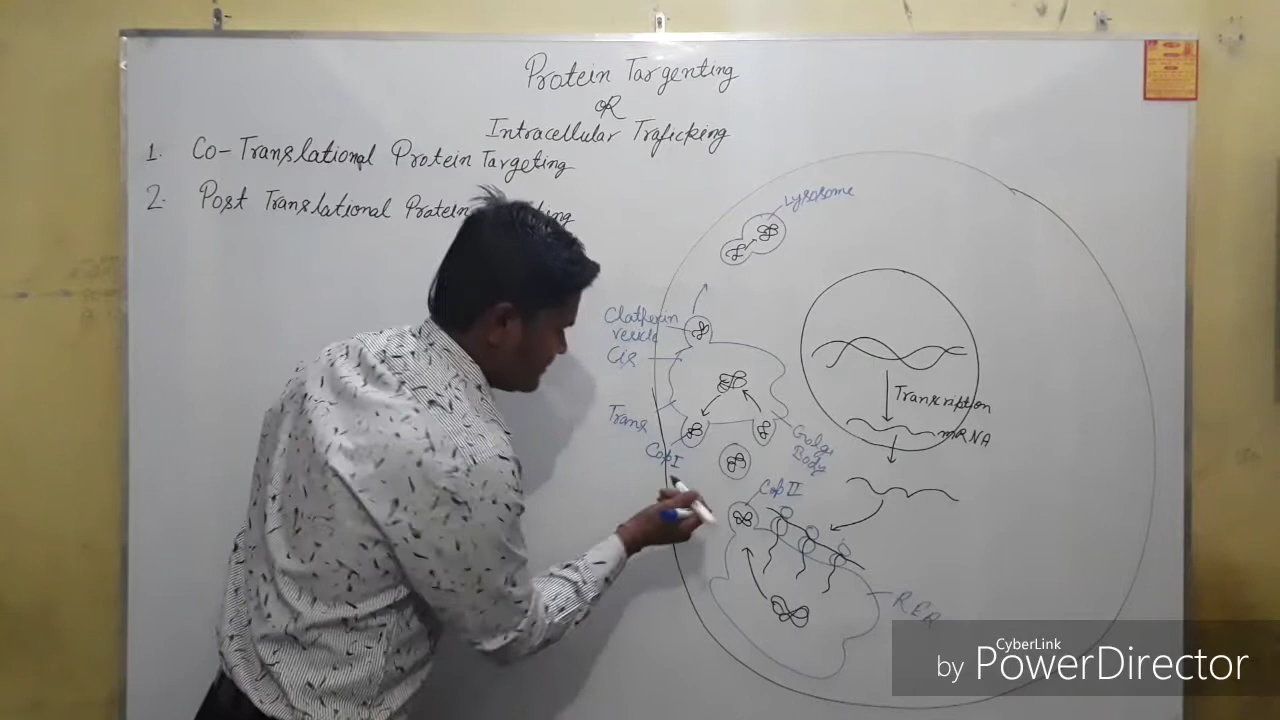 Protein Targenting
OR
Intracellular Traficking
1. Co-Translational Protein Targeting
2. Post Translational Protein
Lysosome
Clatherin
vesicle
Cis
Trans
Cop I
Golgi
Body
Cop II
Transcription
mRNA
RER
CyberLink
by PowerDirector